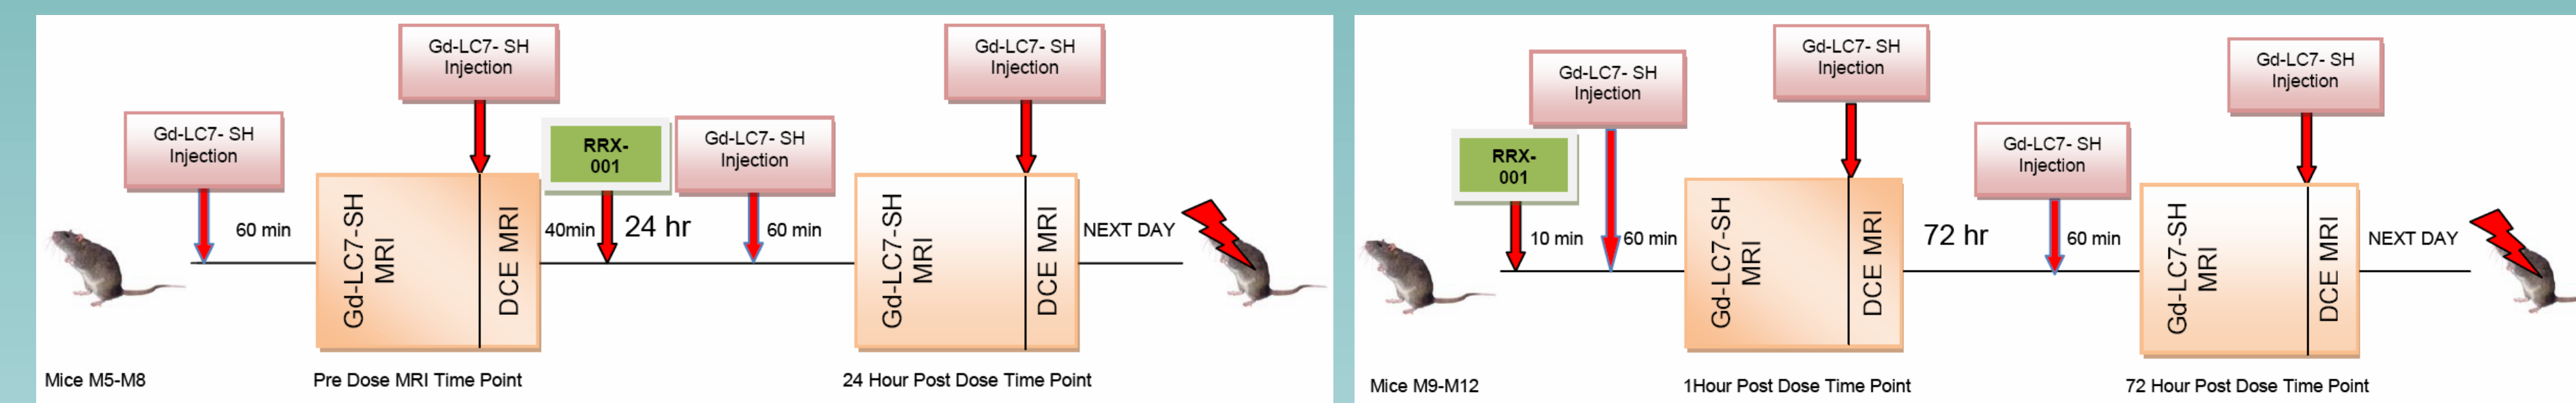 Gd-LC7- SH
Injection
60 min
Gd-LC7-SH
MRI
Gd-LC7- SH
Injection
DCE MRI
40min
RRX-
001
24 hr
Gd-LC7- SH
Injection
60 min
Gd-LC7-SH
MRI
Gd-LC7- SH
Injection
DCE MRI
NEXT DAY
Mice M5-M8
Pre Dose MRI Time Point
24 Hour Post Dose Time Point
RRX-
001
10 min
Gd-LC7- SH
Injection
60 min
Gd-LC7-SH
MRI
Gd-LC7- SH
Injection
DCE MRI
72 hr
Gd-LC7- SH
Injection
60 min
Gd-LC7-SH
MRI
Gd-LC7- SH
Injection
DCE MRI
NEXT DAY
Mice M9-M12
1Hour Post Dose Time Point
72 Hour Post Dose Time Point